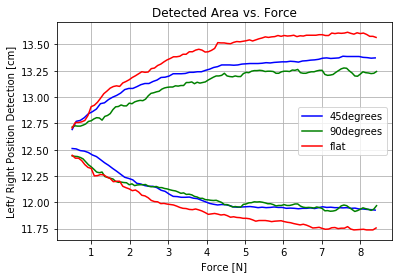 Detected Area vs. Force
Left/ Right Position Detection [cm]
13.50
13.25
13.00
12.75
12.50
12.25
12.00
11.75
45degrees
90degrees
flat
1 2 3 4 5 6 7 8
Force [N]